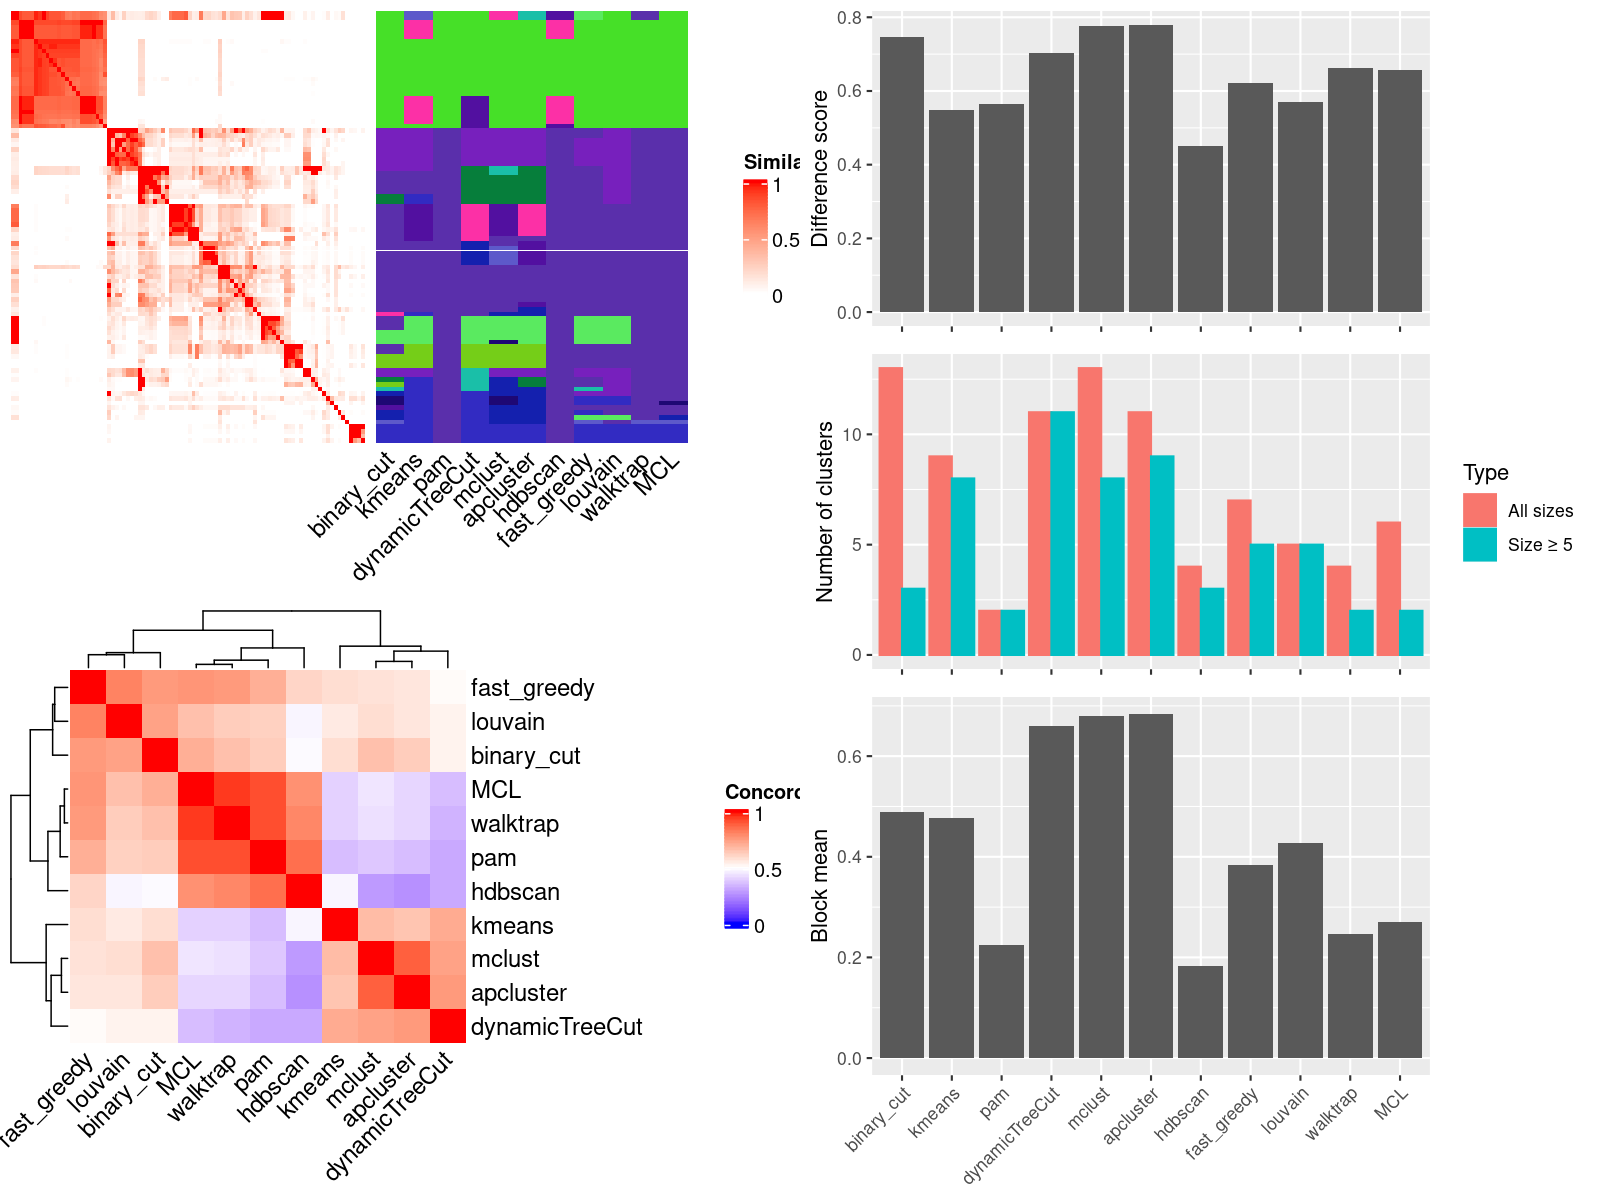 Simila
1
0.5
0
binary_cut
kmeans
pam
dynamicTreeCut
mclust
apcluster
hdbscan
fast_greedy
louvain
walktrap
MCL
fast_greedy
louvain
binary_cut
MCL
walktrap
pam
hdbscan
kmeans
mclust
apcluster
dynamicTreeCut
fast_greedy
louvain
binary_cut
MCL
walktrap
pam
hdbscan
kmeans
mclust
apcluster
dynamicTreeCut
Concord
1
0.5
0
Difference score
0.8
0.6
0.4
0.2
0.0
Number of clusters
10
5
0
Type
All sizes
Size ≥ 5
Block mean
0.6
0.4
0.2
0.0
binary_cut
kmeans
pam
dynamicTreeCut
mclust
apcluster
hdbscan
fast_greedy
louvain
walktrap
MCL